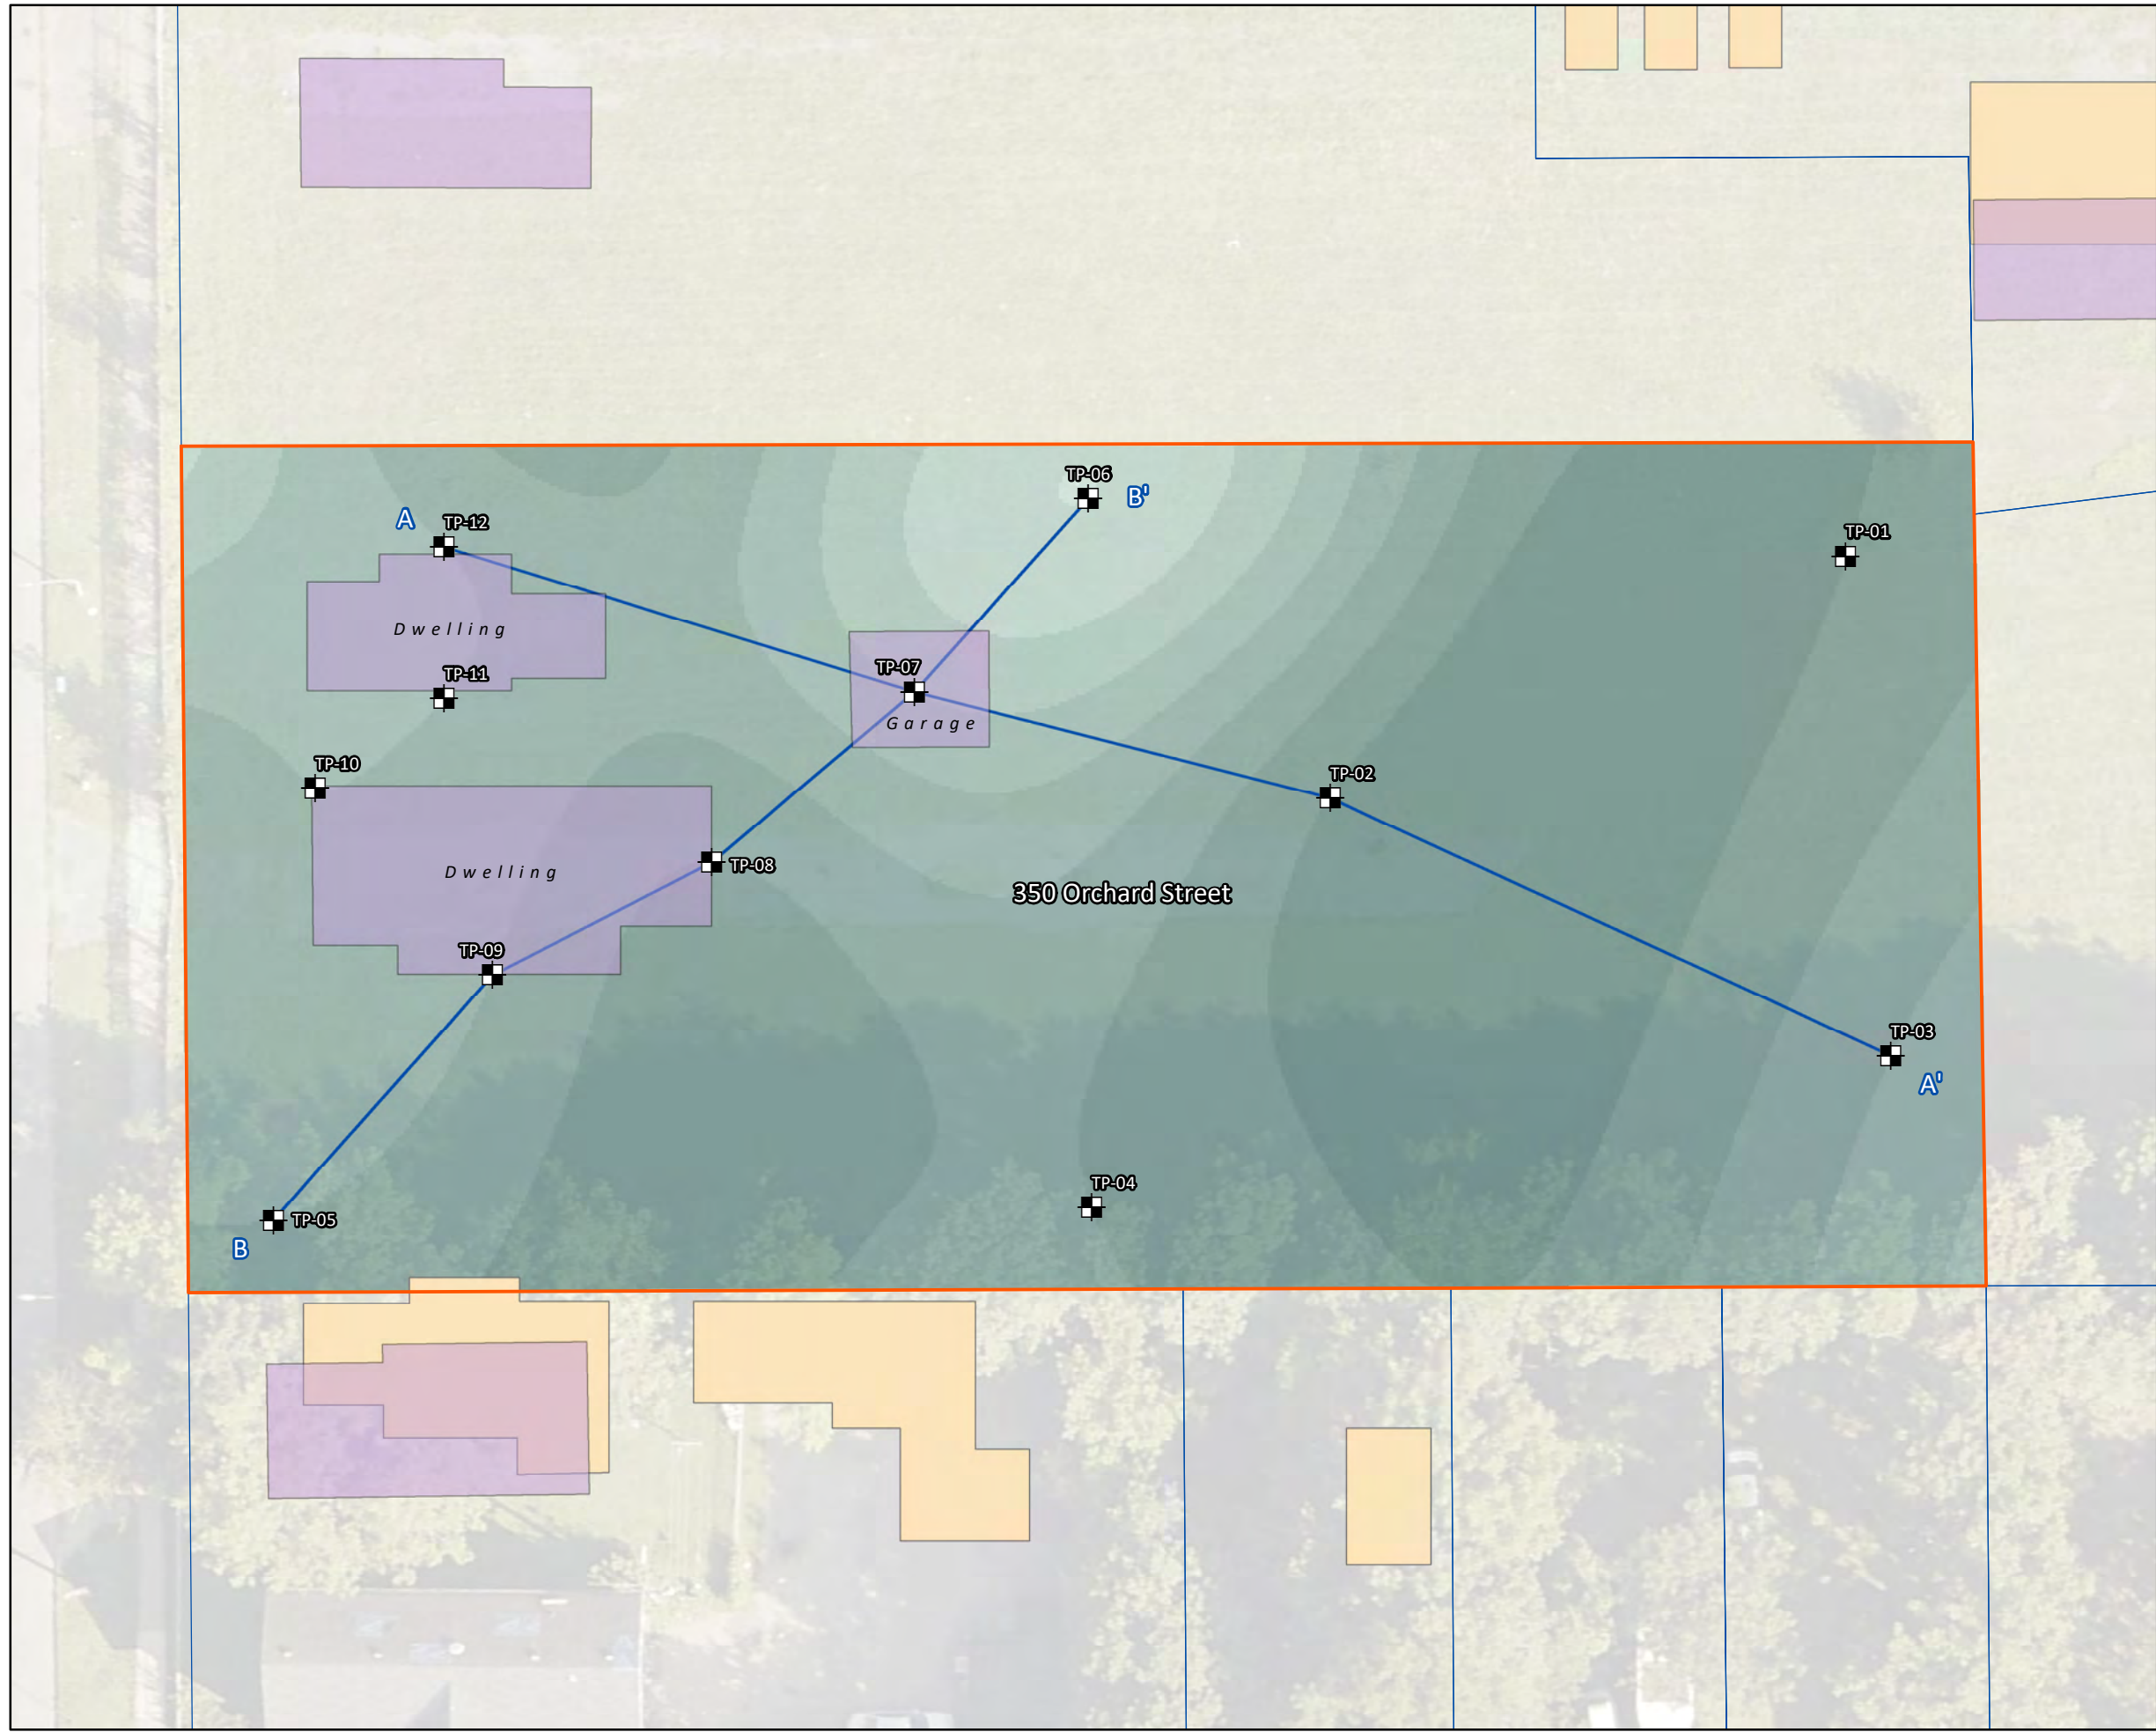 TP-06
B'
A
TP-12
TP-01
Dwelling
TP-07
TP-11
Garage
TP-10
TP-02
TP-08
Dwelling
350 Orchard Street
TP-09
TP-03
A'
TP-04
TP-05
B